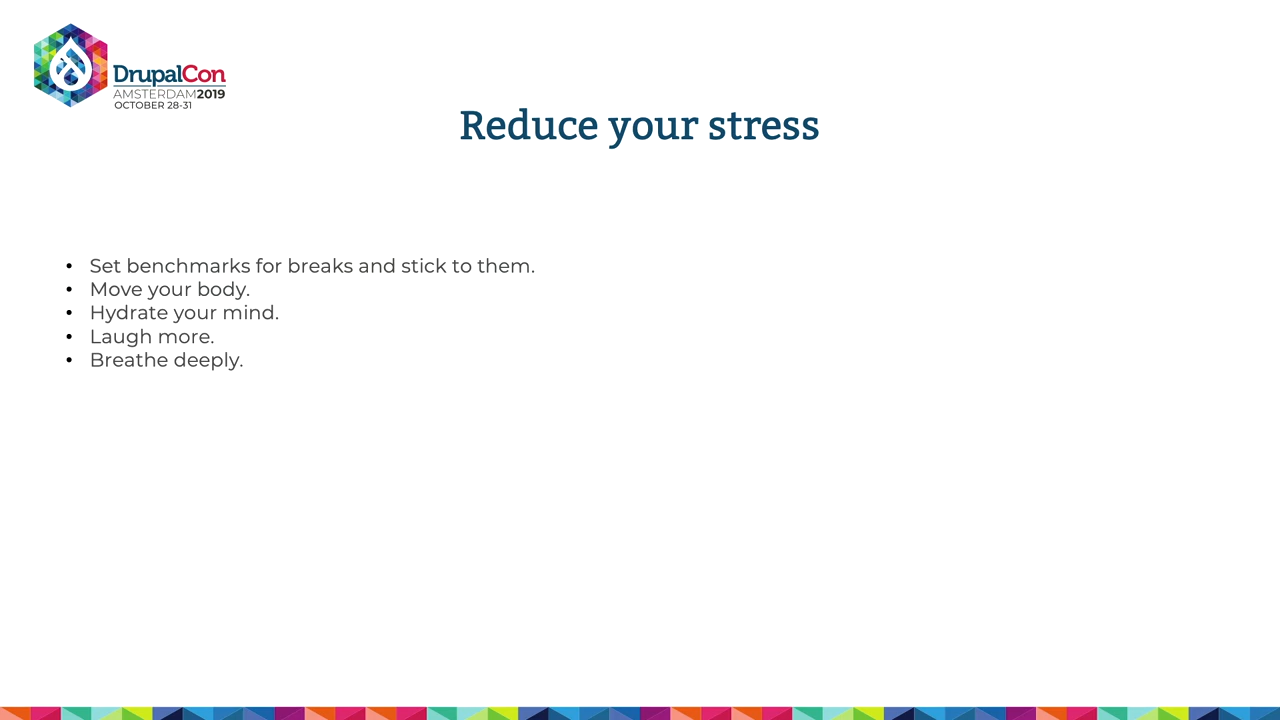 DrupalCon
AMSTERDAM2019
OCTOBER 28-31
Reduce your stress
• Set benchmarks for breaks and stick to them.
• Move your body.
• Hydrate your mind.
• Laugh more.
• Breathe deeply.